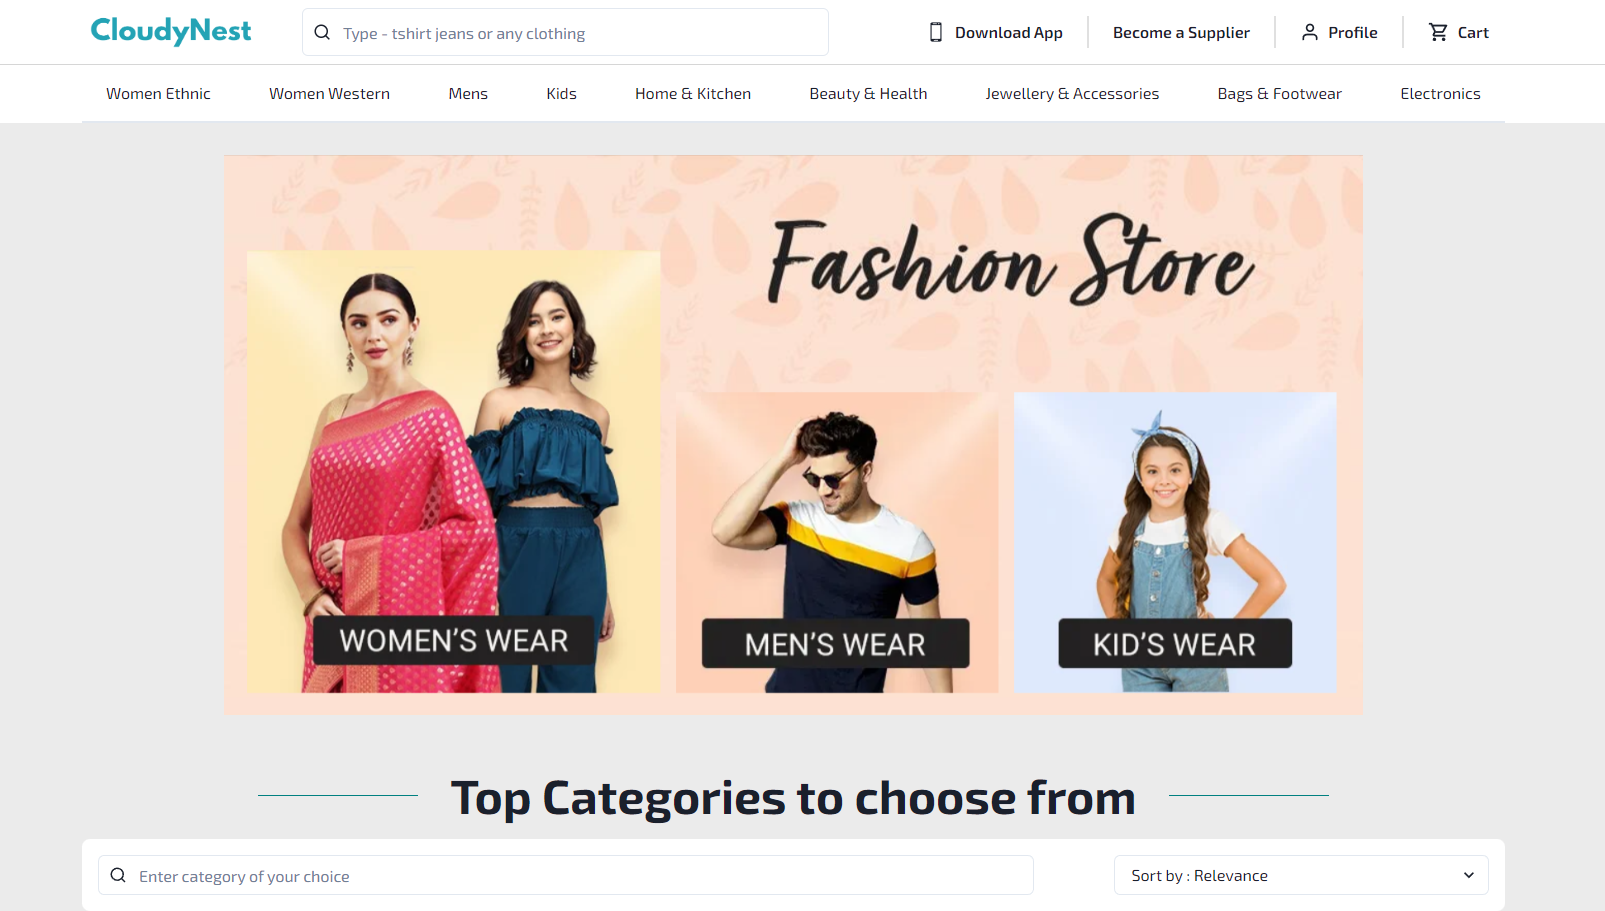 CloudyNest
Type - tshirt jeans or any clothing
Download App
Become a Supplier
Profile
Cart
Women Ethnic
Women Western
Mens
Kids
Home & Kitchen
Beauty & Health
Jewellery & Accessories
Bags & Footwear
Electronics
Fashion Store
WOMEN'S WEAR
MEN'S WEAR
KID'S WEAR
Top Categories to choose from
Enter category of your choice
Sort by : Relevance